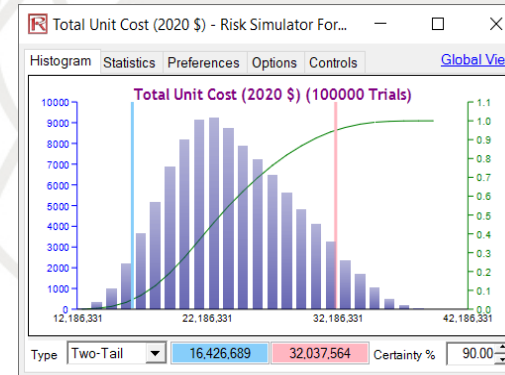 Total Unit Cost (2020 $) - Risk Simulator For...
Histogram Statistics Preferences Options Controls Global Vie
Total Unit Cost (2020 $) (100000 Trials)
10000 1.1
9000 1.0
8000 0.9
7000 0.8
6000 0.7
5000 0.6
4000 0.5
3000 0.4
2000 0.3
1000 0.2
0 0.1
0.0
12,186,331 22,186,331 32,186,331 42,186,331
Type Two-Tail 16,426,689 32,037,564 Certainty % 90.00